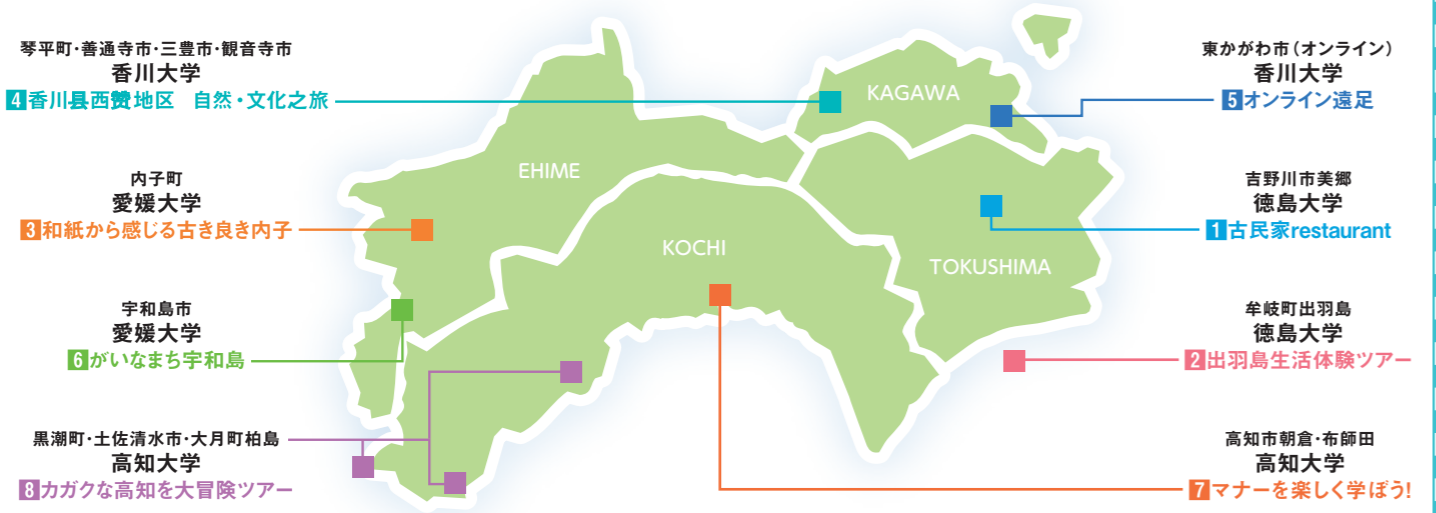 琴平町・善通寺市・三豊市・観音寺市
香川大学
4 香川县西赞地区 自然・文化之旅
内子町
愛媛大学
3 和紙から感じる古き良き内子
宇和島市
愛媛大学
6 がいなまち宇和島
黒潮町・土佐清水市・大月町柏島
高知大学
8 カガクな高知を大冒険ツアー
EHIME
KAGAWA
KOCHI
TOKUSHIMA
東かがわ市（オンライン）
香川大学
5 オンライン遠足
吉野川市美郷
徳島大学
1 古民家restaurant
牟岐町出羽島
徳島大学
2 出羽島生活体験ツアー
高知市朝倉・布師田
高知大学
7 マナーを楽しく学ぼう!